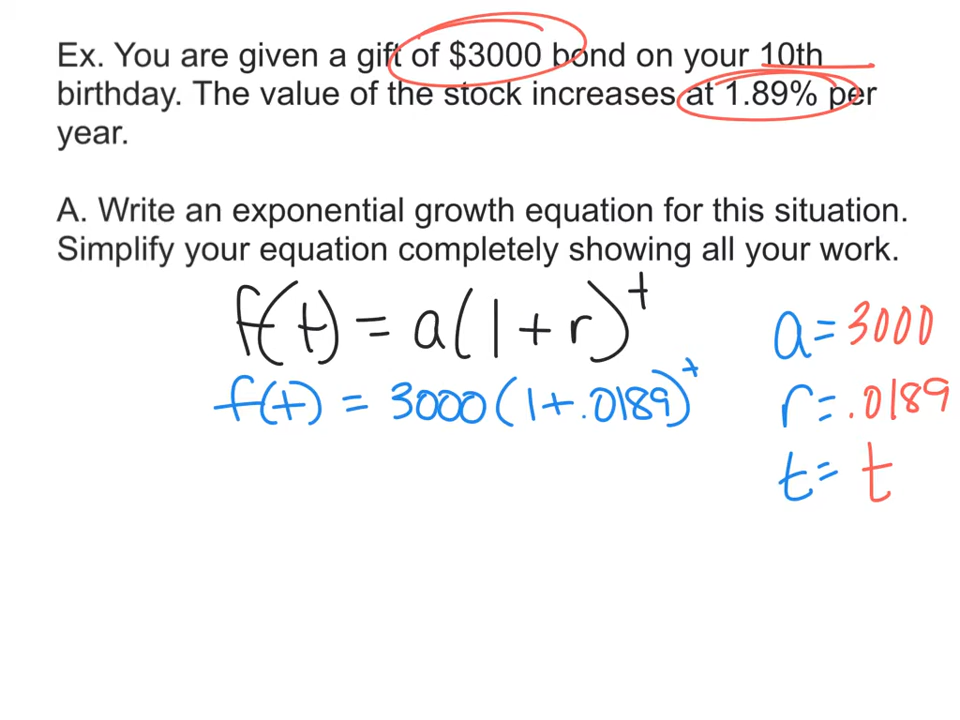 Ex. You are given a gift of $3000 bond on your 10th
birthday. The value of the stock increases at 1.89% per
year.
A. Write an exponential growth equation for this situation.
Simplify your equation completely showing all your work.
f(t) = a(1+r)^t
a = 3000
f(t) = 3000(1+.0189)^t
r = .0189
t = t